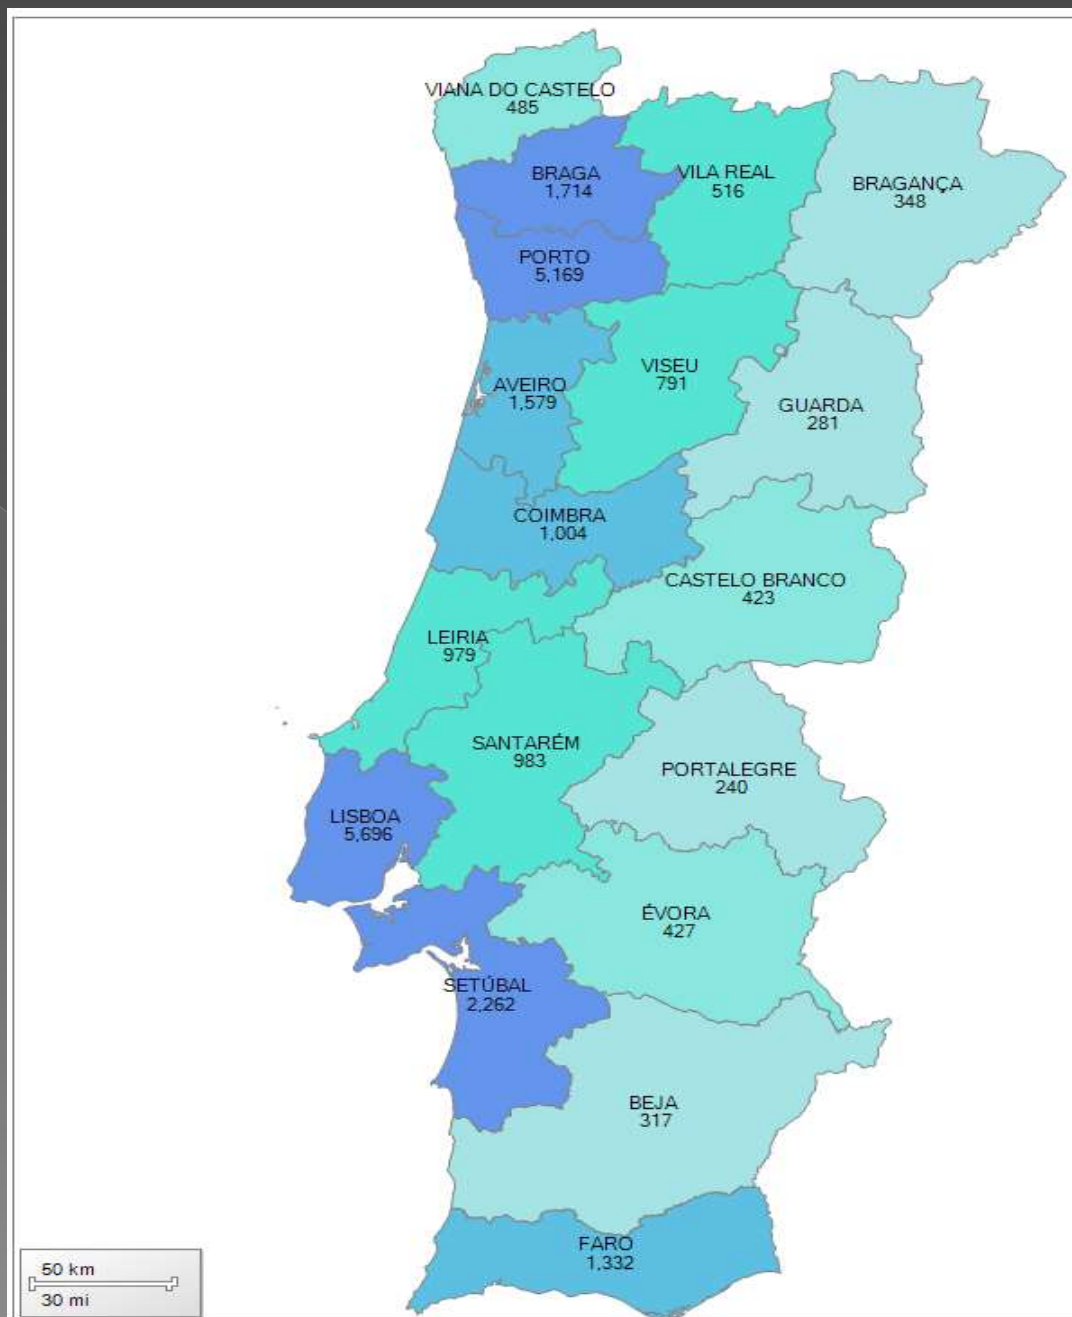 VIANA DO CASTELO
485
BRAGA
1,714
VILA REAL
516
BRAGANÇA
348
PORTO
5,169
VISEU
791
AVEIRO
1,579
GUARDA
281
COIMBRA
1,004
CASTELO BRANCO
423
LEIRIA
979
SANTARÉM
983
PORTALEGRE
240
LISBOA
5,696
ÉVORA
427
SETÚBAL
2,262
BEJA
317
FARO
1,332
50 km
30 mi